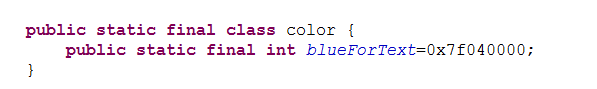 public static final class color {
    public static final int blueForText=0x7f040000;
}